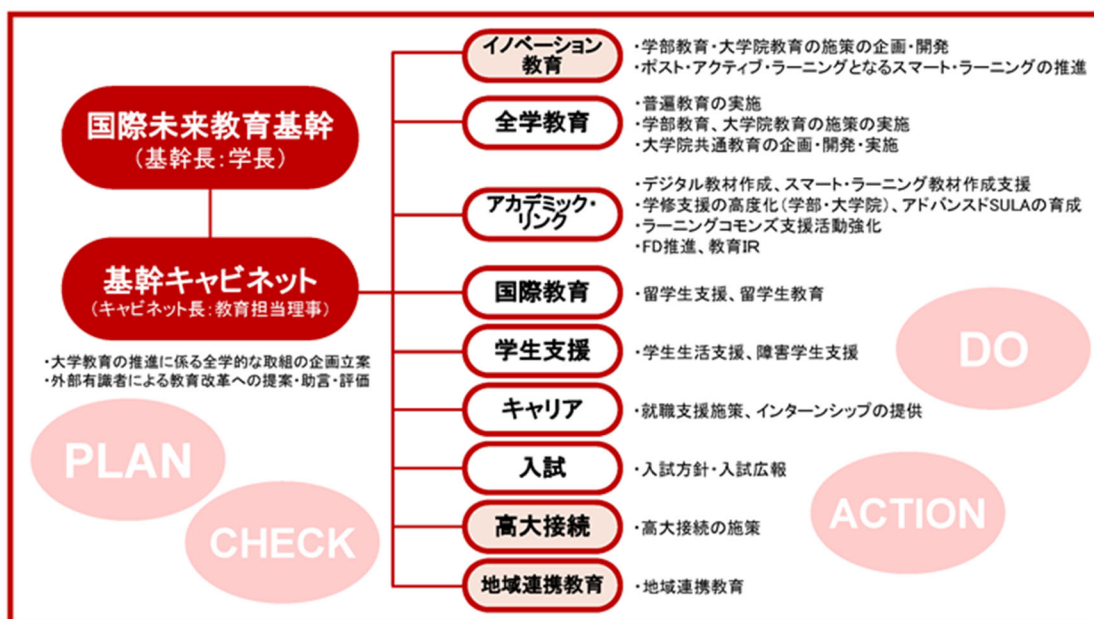 国際未来教育基幹
(基幹長:学長)
基幹キャビネット
(キャビネット長:教育担当理事)
・大学教育の推進に係る全学的な取組の企画立案
・外部有識者による教育改革への提案・助言・評価
PLAN
CHECK
イノベーション
教育
・学部教育・大学院教育の施策の企画・開発
・ポスト・アクティブ・ラーニングとなるスマート・ラーニングの推進
全学教育
・普遍教育の実施
・学部教育、大学院教育の施策の実施
・大学院共通教育の企画・開発・実施
アカデミック・
リンク
・デジタル教材作成、スマート・ラーニング教材作成支援
・学修支援の高度化(学部・大学院)、アドバンスドSULAの育成
・ラーニングコモンズ支援活動強化
・FD推進、教育IR
国際教育
・留学生支援、留学生教育
学生支援
・学生生活支援、障害学生支援
キャリア
・就職支援施策、インターンシップの提供
入試
・入試方針・入試広報
高大接続
・高大接続の施策
地域連携教育
・地域連携教育
DO
ACTION